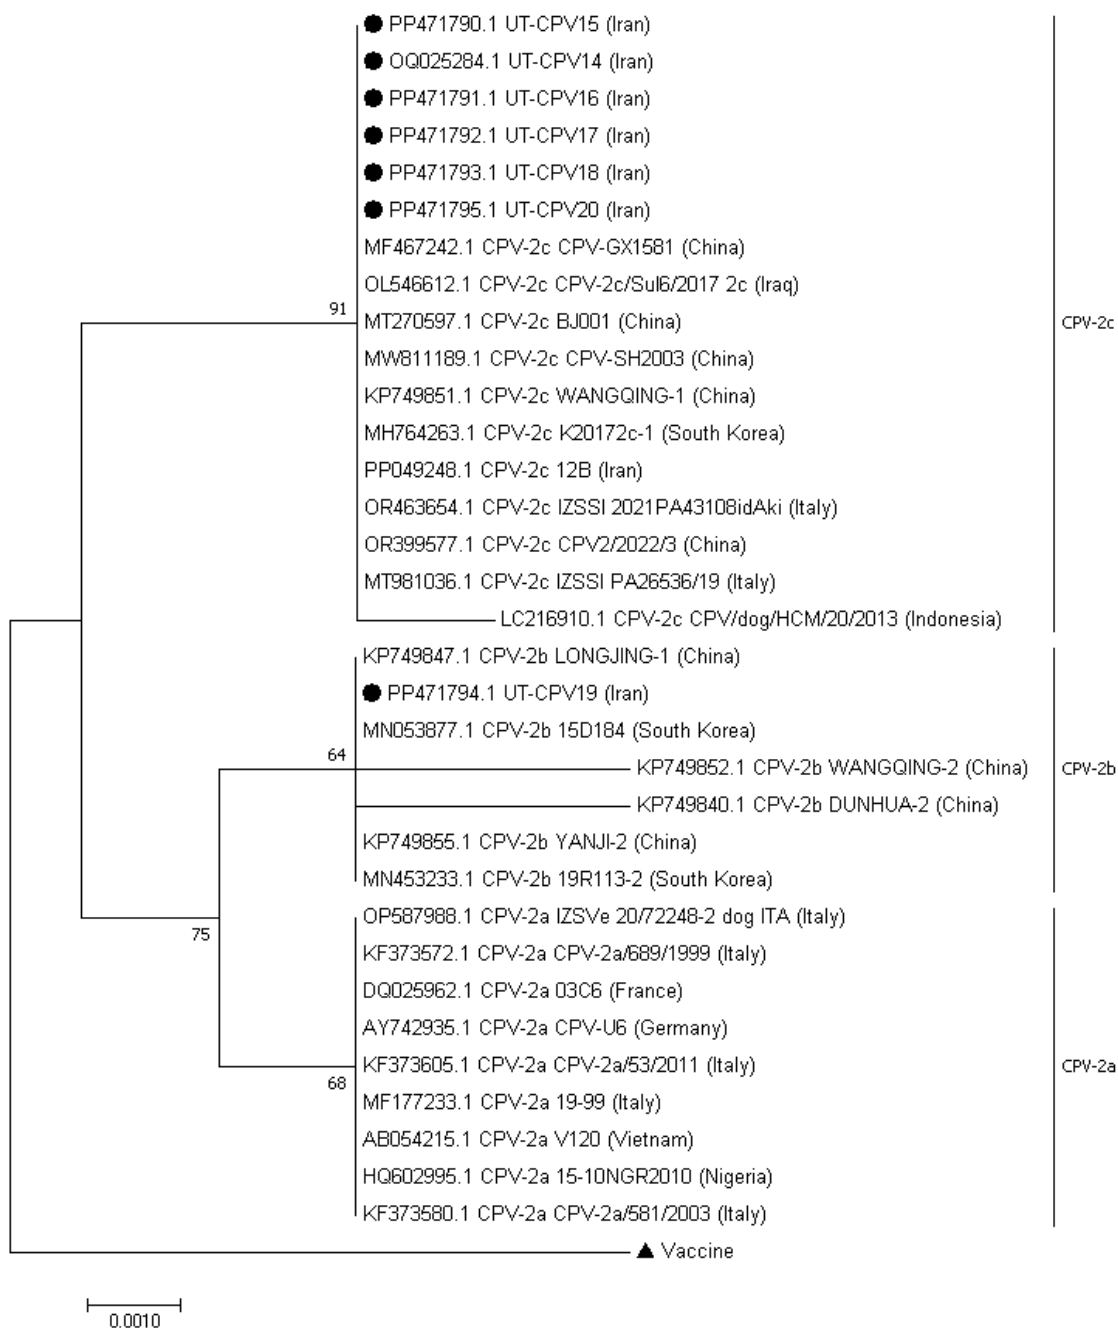 PP471790.1 UT-CPV15 (Iran)
OQ025284.1 UT-CPV14 (Iran)
PP471791.1 UT-CPV16 (Iran)
PP471792.1 UT-CPV17 (Iran)
PP471793.1 UT-CPV18 (Iran)
PP471795.1 UT-CPV20 (Iran)
MF467242.1 CPV-2c CPV-GX1581 (China)
OL546612.1 CPV-2c CPV-2c/Sul6/2017 2c (Iraq)
91
MT270597.1 CPV-2c BJ001 (China)
CPV-2c
MW811189.1 CPV-2c CPV-SH2003 (China)
KP749851.1 CPV-2c WANGQING-1 (China)
MH764263.1 CPV-2c K20172c-1 (South Korea)
PP049248.1 CPV-2c 12B (Iran)
OR463654.1 CPV-2c IZSSI 2021PA43108idAki (Italy)
OR399577.1 CPV-2c CPV2/2022/3 (China)
MT981036.1 CPV-2c IZSSI PA26536/19 (Italy)
LC216910.1 CPV-2c CPV/dog/HCM/20/2013 (Indonesia)
KP749847.1 CPV-2b LONGJING-1 (China)
PP471794.1 UT-CPV19 (Iran)
MN053877.1 CPV-2b 15D184 (South Korea)
64
KP749852.1 CPV-2b WANGQING-2 (China)
CPV-2b
KP749840.1 CPV-2b DUNHUA-2 (China)
KP749855.1 CPV-2b YANJI-2 (China)
MN453233.1 CPV-2b 19R113-2 (South Korea)
OP587988.1 CPV-2a IZSVe 20/72248-2 dog ITA (Italy)
75
KF373572.1 CPV-2a CPV-2a/689/1999 (Italy)
DQ025962.1 CPV-2a 03C6 (France)
AY742935.1 CPV-2a CPV-U6 (Germany)
KF373605.1 CPV-2a CPV-2a/53/2011 (Italy)
CPV-2a
68
MF177233.1 CPV-2a 19-99 (Italy)
AB054215.1 CPV-2a V120 (Vietnam)
HQ602995.1 CPV-2a 15-10NGR2010 (Nigeria)
KF373580.1 CPV-2a CPV-2a/581/2003 (Italy)
Vaccine
0.0010